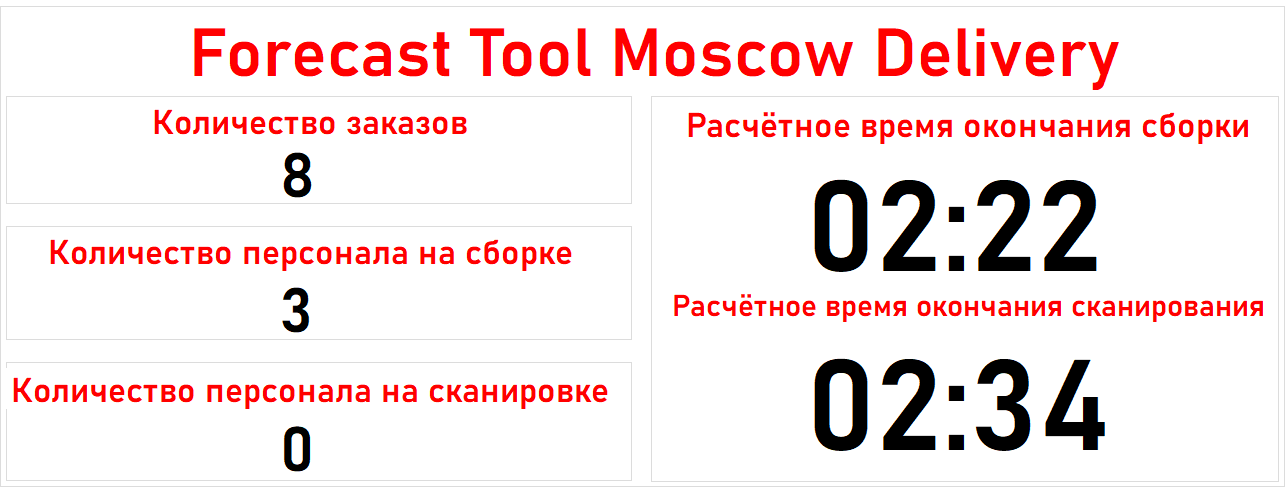 Forecast Tool Moscow Delivery
Количество заказов
8
Количество персонала на сборке
3
Количество персонала на сканировке
0
Расчётное время окончания сборки
02:22
Расчётное время окончания сканирования
02:34